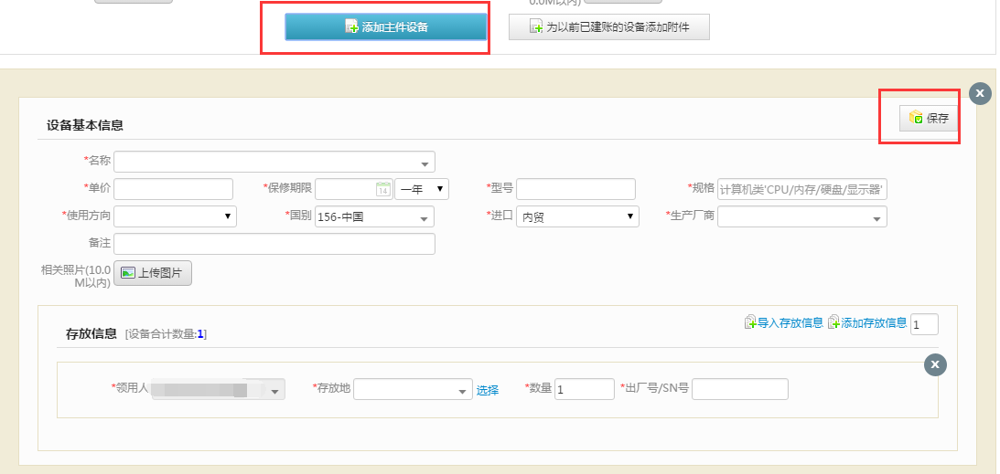 0.0M以内)
添加主件设备 为以前已建账的设备添加附件
x
设备基本信息 保存
*名称
*单价 *保修期限 14 一年 *型号 *规格 计算机类'CPU/内存/硬盘/显示器'
*使用方向 *国别 156-中国 *进口 内贸 *生产厂商
备注
相关照片(10.0
M以内) 上传图片
存放信息 [设备合计数量:1] 导入存放信息 添加存放信息 1
x
*领用人 *存放地 选择 *数量 1 *出厂号/SN号